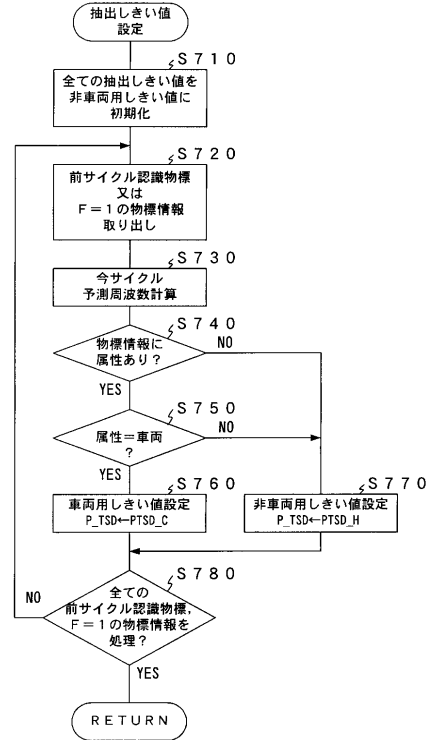 抽出しきい値
設定
S710
全ての抽出しきい値を
非車両用しきい値に
初期化
S720
前サイクル認識物標
又は
F=1の物標情報
取り出し
S730
今サイクル
予測周波数計算
S740
物標情報に
属性あり?
NO
YES
S750
属性=車両
?
NO
YES
S760
車両用しきい値設定
P_TSD←PTSD_C
S770
非車両用しきい値設定
P_TSD←PTSD_H
S780
全ての
前サイクル認識物標,
F=1の物標情報を
処理?
NO
YES
RETURN